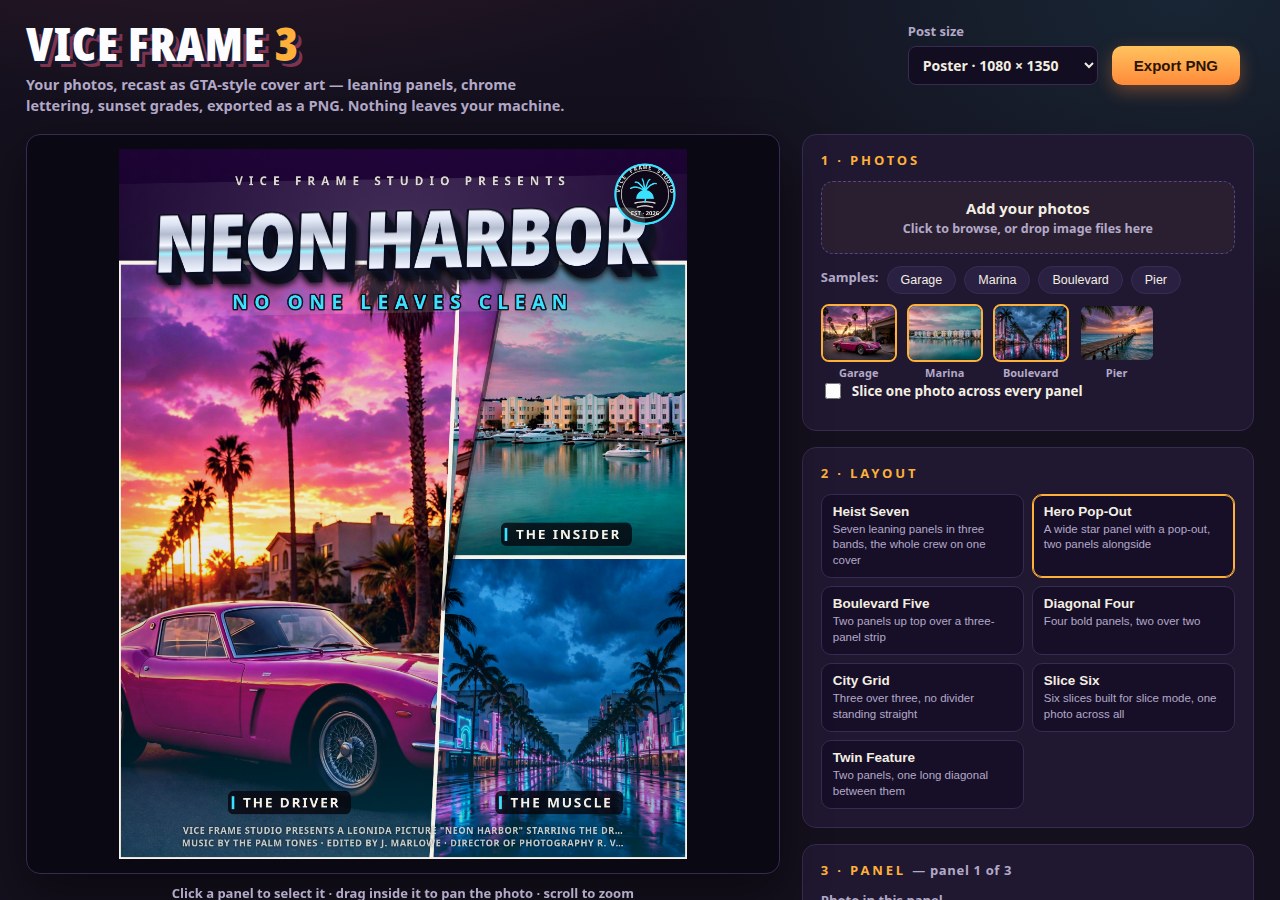 VICE FRAME 3
Your photos, recast as GTA-style cover art — leaning panels, chrome
lettering, sunset grades, exported as a PNG. Nothing leaves your machine.
Post size
Poster · 1080 × 1350
Export PNG
VICE FRAME STUDIO PRESENTS
VICE FRAME STUDIO
EST · 2026
NEON HARBOR
NO ONE LEAVES CLEAN
THE INSIDER
THE DRIVER
THE MUSCLE
VICE FRAME STUDIO PRESENTS A LEONIDA PICTURE "NEON HARBOR" STARRING THE DR…
MUSIC BY THE PALM TONES · EDITED BY J. MARLOWE · DIRECTOR OF PHOTOGRAPHY R. V…
Click a panel to select it · drag inside it to pan the photo · scroll to zoom
1 · PHOTOS
Add your photos
Click to browse, or drop image files here
Samples:
Garage
Marina
Boulevard
Pier
Garage
Marina
Boulevard
Pier
Slice one photo across every panel
2 · LAYOUT
Heist Seven
Seven leaning panels in three
bands, the whole crew on one
cover
Hero Pop-Out
A wide star panel with a pop-out,
two panels alongside
Boulevard Five
Two panels up top over a three-
panel strip
Diagonal Four
Four bold panels, two over two
City Grid
Three over three, no divider
standing straight
Slice Six
Six slices built for slice mode, one
photo across all
Twin Feature
Two panels, one long diagonal
between them
3 · PANEL — panel 1 of 3
Photo in this panel